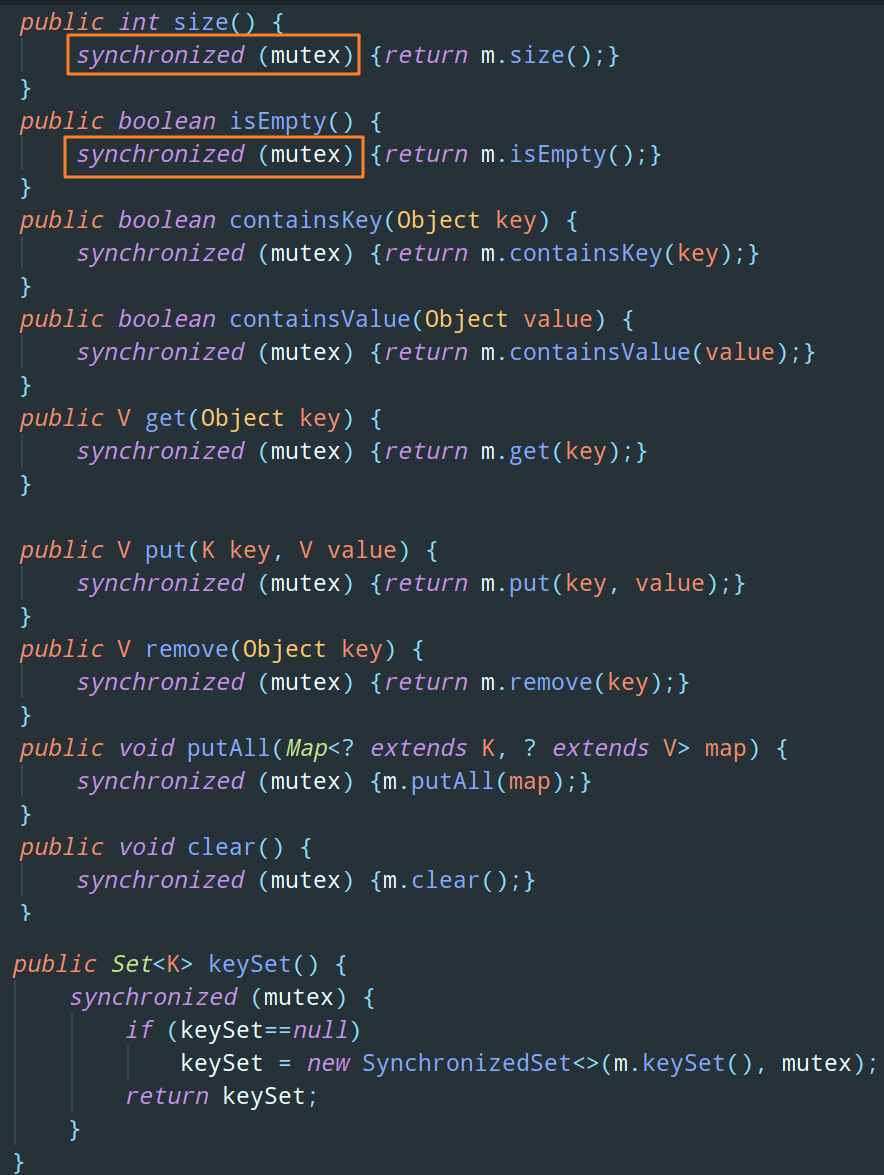 public int size() {
    synchronized (mutex) {return m.size();}
}
public boolean isEmpty() {
    synchronized (mutex) {return m.isEmpty();}
}
public boolean containsKey(Object key) {
    synchronized (mutex) {return m.containsKey(key);}
}
public boolean containsValue(Object value) {
    synchronized (mutex) {return m.containsValue(value);}
}
public V get(Object key) {
    synchronized (mutex) {return m.get(key);}
}

public V put(K key, V value) {
    synchronized (mutex) {return m.put(key, value);}
}
public V remove(Object key) {
    synchronized (mutex) {return m.remove(key);}
}
public void putAll(Map<? extends K, ? extends V> map) {
    synchronized (mutex) {m.putAll(map);}
}
public void clear() {
    synchronized (mutex) {m.clear();}
}

public Set<K> keySet() {
    synchronized (mutex) {
        if (keySet==null)
            keySet = new SynchronizedSet<>(m.keySet(), mutex);
        return keySet;
    }
}